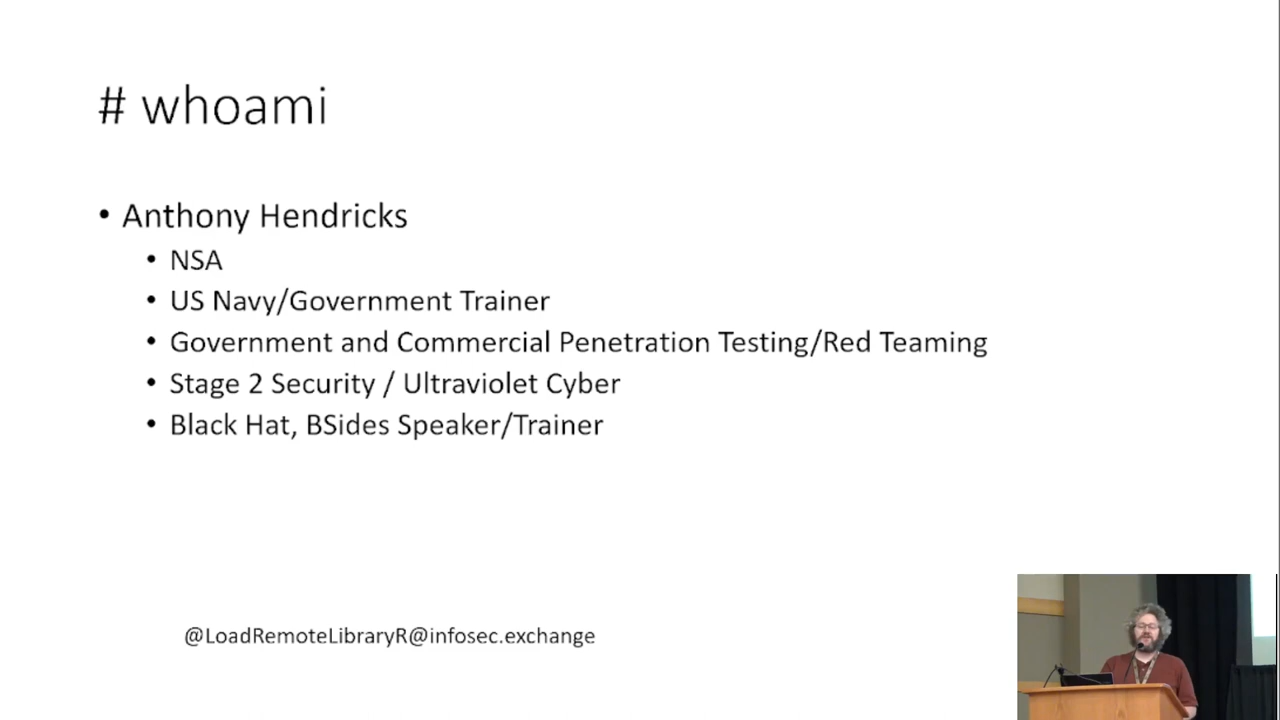 # whoami
• Anthony Hendricks
• NSA
• US Navy/Government Trainer
• Government and Commercial Penetration Testing/Red Teaming
• Stage 2 Security / Ultraviolet Cyber
• Black Hat, BSides Speaker/Trainer
@LoadRemoteLibraryR@infosec.exchange